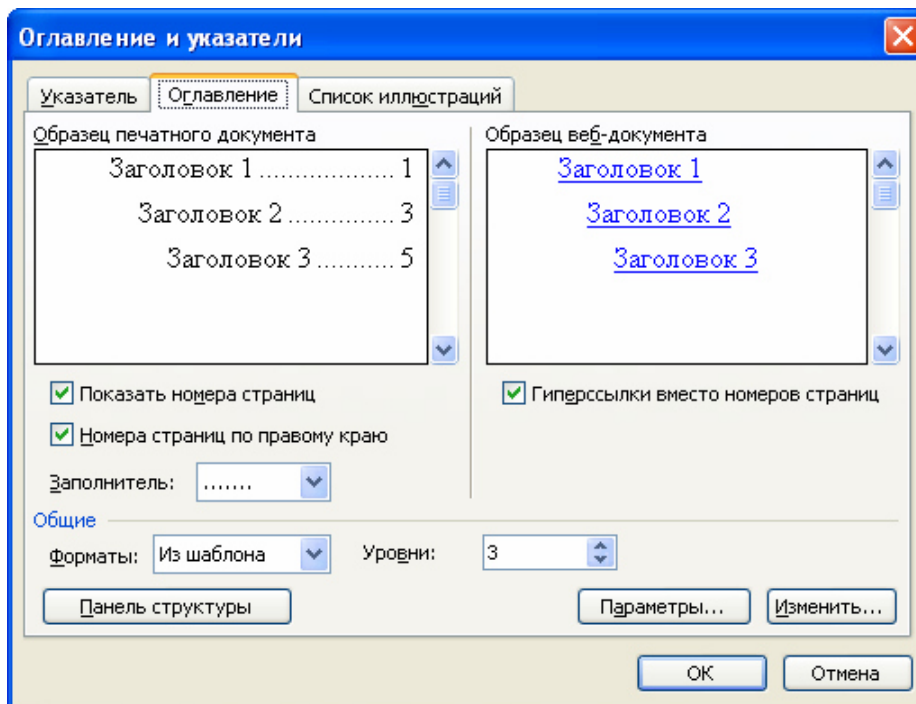 Оглавление и указатели
Указатель Оглавление Список иллюстраций
Образец печатного документа
Заголовок 1 ................... 1
Заголовок 2 ............... 3
Заголовок 3 ........... 5
Образец веб-документа
Заголовок 1
Заголовок 2
Заголовок 3
Показать номера страниц
Номера страниц по правому краю
Заполнитель: .......
Гиперссылки вместо номеров страниц
Общие
Форматы: Из шаблона Уровни: 3
Панель структуры Параметры... Изменить...
ОК Отмена